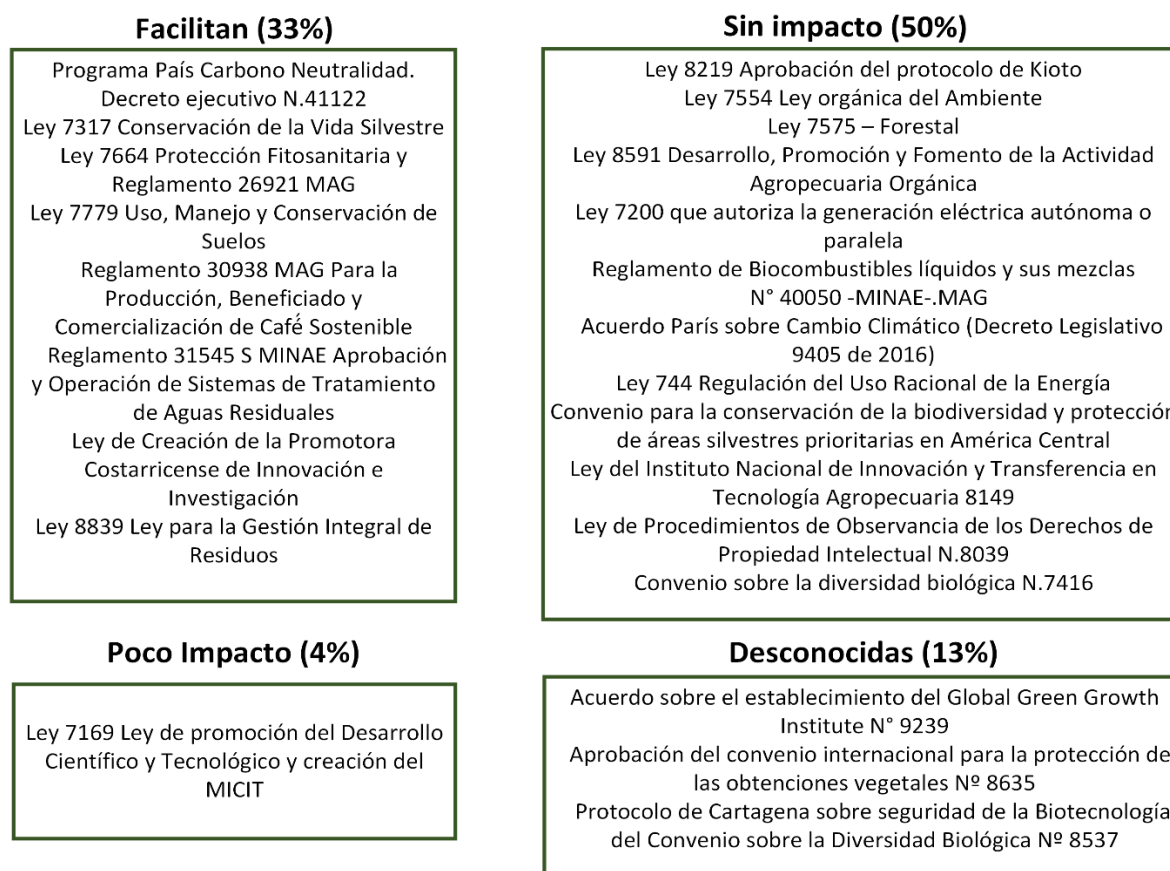 Facilitan (33%)
Programa País Carbono Neutralidad.
Decreto ejecutivo N.41122
Ley 7317 Conservación de la Vida Silvestre
Ley 7664 Protección Fitosanitaria y
Reglamento 26921 MAG
Ley 7779 Uso, Manejo y Conservación de
Suelos
Reglamento 30938 MAG Para la
Producción, Beneficiado y
Comercialización de Café Sostenible
Reglamento 31545 S MINAE Aprobación
y Operación de Sistemas de Tratamiento
de Aguas Residuales
Ley de Creación de la Promotora
Costarricense de Innovación e
Investigación
Ley 8839 Ley para la Gestión Integral de
Residuos
Sin impacto (50%)
Ley 8219 Aprobación del protocolo de Kioto
Ley 7554 Ley orgánica del Ambiente
Ley 7575 – Forestal
Ley 8591 Desarrollo, Promoción y Fomento de la Actividad
Agropecuaria Orgánica
Ley 7200 que autoriza la generación eléctrica autónoma o
paralela
Reglamento de Biocombustibles líquidos y sus mezclas
N° 40050 -MINAE-.MAG
Acuerdo París sobre Cambio Climático (Decreto Legislativo
9405 de 2016)
Ley 744 Regulación del Uso Racional de la Energía
Convenio para la conservación de la biodiversidad y protección
de áreas silvestres prioritarias en América Central
Ley del Instituto Nacional de Innovación y Transferencia en
Tecnología Agropecuaria 8149
Ley de Procedimientos de Observancia de los Derechos de
Propiedad Intelectual N.8039
Convenio sobre la diversidad biológica N.7416
Poco Impacto (4%)
Ley 7169 Ley de promoción del Desarrollo
Científico y Tecnológico y creación del
MICIT
Desconocidas (13%)
Acuerdo sobre el establecimiento del Global Green Growth
Institute N° 9239
Aprobación del convenio internacional para la protección de
las obtenciones vegetales Nº 8635
Protocolo de Cartagena sobre seguridad de la Biotecnología
del Convenio sobre la Diversidad Biológica Nº 8537